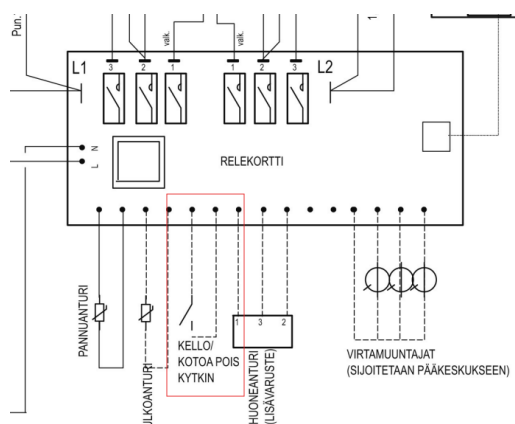 Pun.
valk.
valk.
1
L1
3
2
1
1
2
3
L2
N
L
RELEKORTTI
PANNUANTURI
ULKOANTURI
KELLO/
KOTOA POIS
KYTKIN
1
3
2
HUONEANTURI
(LISÄVARUSTE)
VIRTAMUUNTAJAT
(SIJOITETAAN PÄÄKESKUKSEEN)